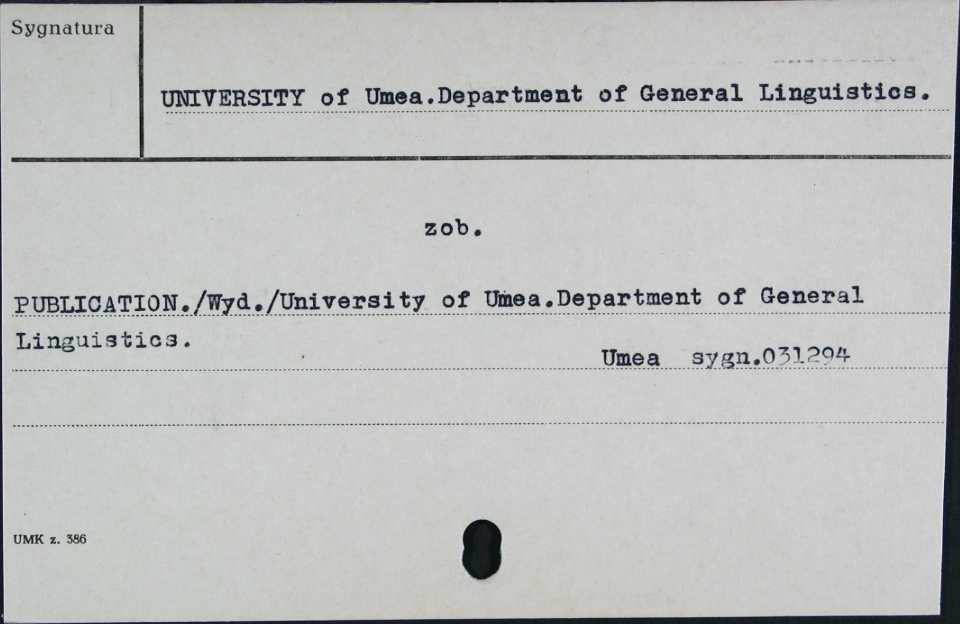 Sygnatura
UNIVERSITY of Umea.Department of General Linguistics.
zob.
PUBLICATION./Wyd./University of Umea.Department of General
Linguistics.
Umea sygn.031294
UMK z. 386